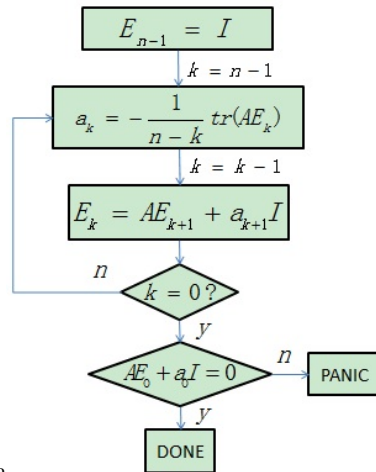 E_{n-1} = I
k = n-1
a_k = -\frac{1}{n-k} tr(AE_k)
k = k-1
E_k = AE_{k+1} + a_{k+1}I
n
k = 0?
y
AE_0 + a_0I = 0
n
PANIC
y
DONE